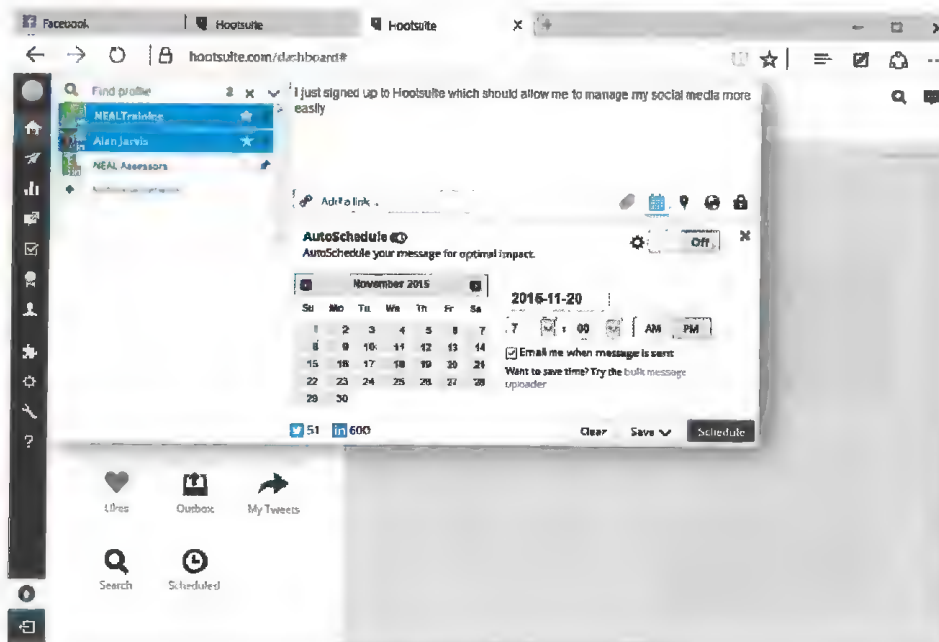 Facebook
Hootsuite
Hootsuite
hootsuite.com/dashboard#
Find profile
2
NEALTraining
Alan Jarvis
NEAL Assessors
I just signed up to Hootsuite which should allow me to manage my social media more
easily
Add a link
AutoSchedule
AutoSchedule your message for optimal impact.
Off
November 2015
Su Mo Tu We Th Fr Sa
1 2 3 4 5 6 7
8 9 10 11 12 13 14
15 16 17 18 19 20 21
22 23 24 25 26 27 28
29 30
2015-11-20
7 : 00 AM PM
Email me when message is sent
Want to save time? Try the bulk message
uploader
51 in 600
Clear Save Schedule
?
Likes Outbox My Tweets
Search Scheduled